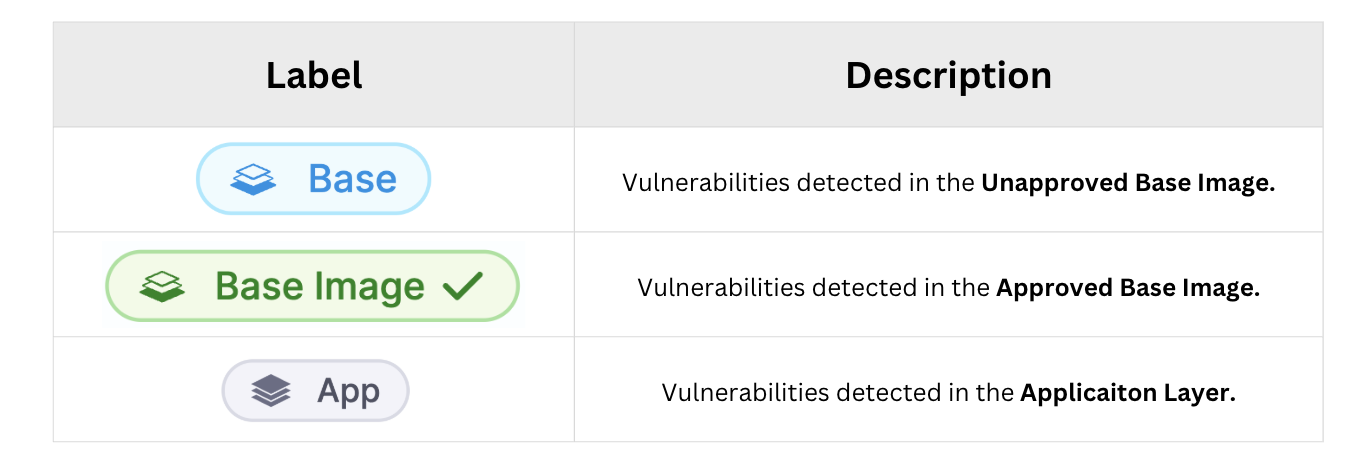 Label
Description
Base
Vulnerabilities detected in the Unapproved Base Image.
Base Image
Vulnerabilities detected in the Approved Base Image.
App
Vulnerabilities detected in the Applicaiton Layer.